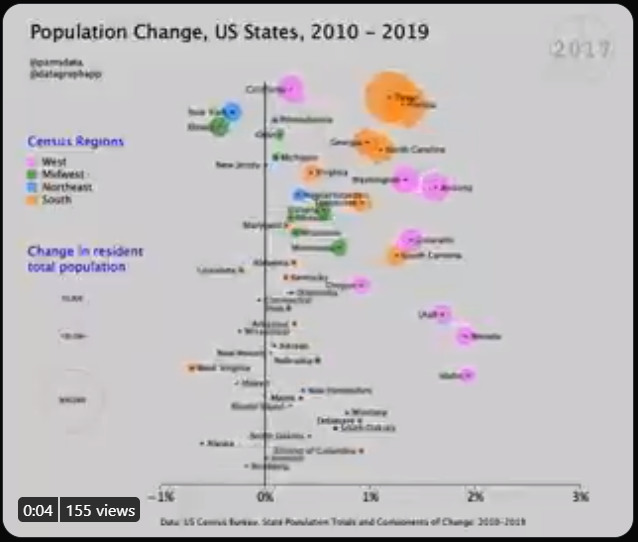 Population Change, US States, 2010 - 2019
2017
@datagraphapp
California
Florida
New York
Pennsylvania
Illinois
Ohio
Georgia
North Carolina
Census Regions
Michigan
New Jersey
West
Virginia
Midwest
Washington
Northeast
Arizona
South
Massachusetts
Tennessee
Maryland
Wisconsin
Minnesota
Colorado
Change in resident
total population
South Carolina
Alabama
Louisiana
Kentucky
Oregon
Oklahoma
Connecticut
Utah
Arkansas
Mississippi
Nevada
Kansas
New Mexico
Nebraska
West Virginia
Idaho
Hawaii
New Hampshire
Maine
Rhode Island
Montana
Delaware
South Dakota
North Dakota
Alaska
District of Columbia
Vermont
Wyoming
-1%
0%
1%
2%
3%
0:04
155 views
Data: US Census Bureau. State Population Totals and Components of Change: 2010-2019